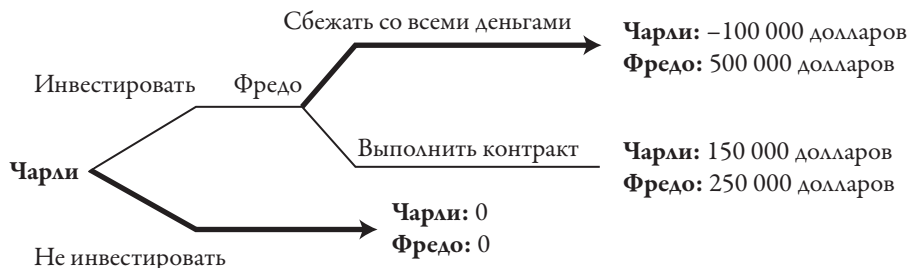 Сбежать со всеми деньгами
Чарли: –100 000 долларов
Фредо: 500 000 долларов
Инвестировать
Фредо
Выполнить контракт
Чарли: 150 000 долларов
Фредо: 250 000 долларов
Чарли
Чарли: 0
Фредо: 0
Не инвестировать